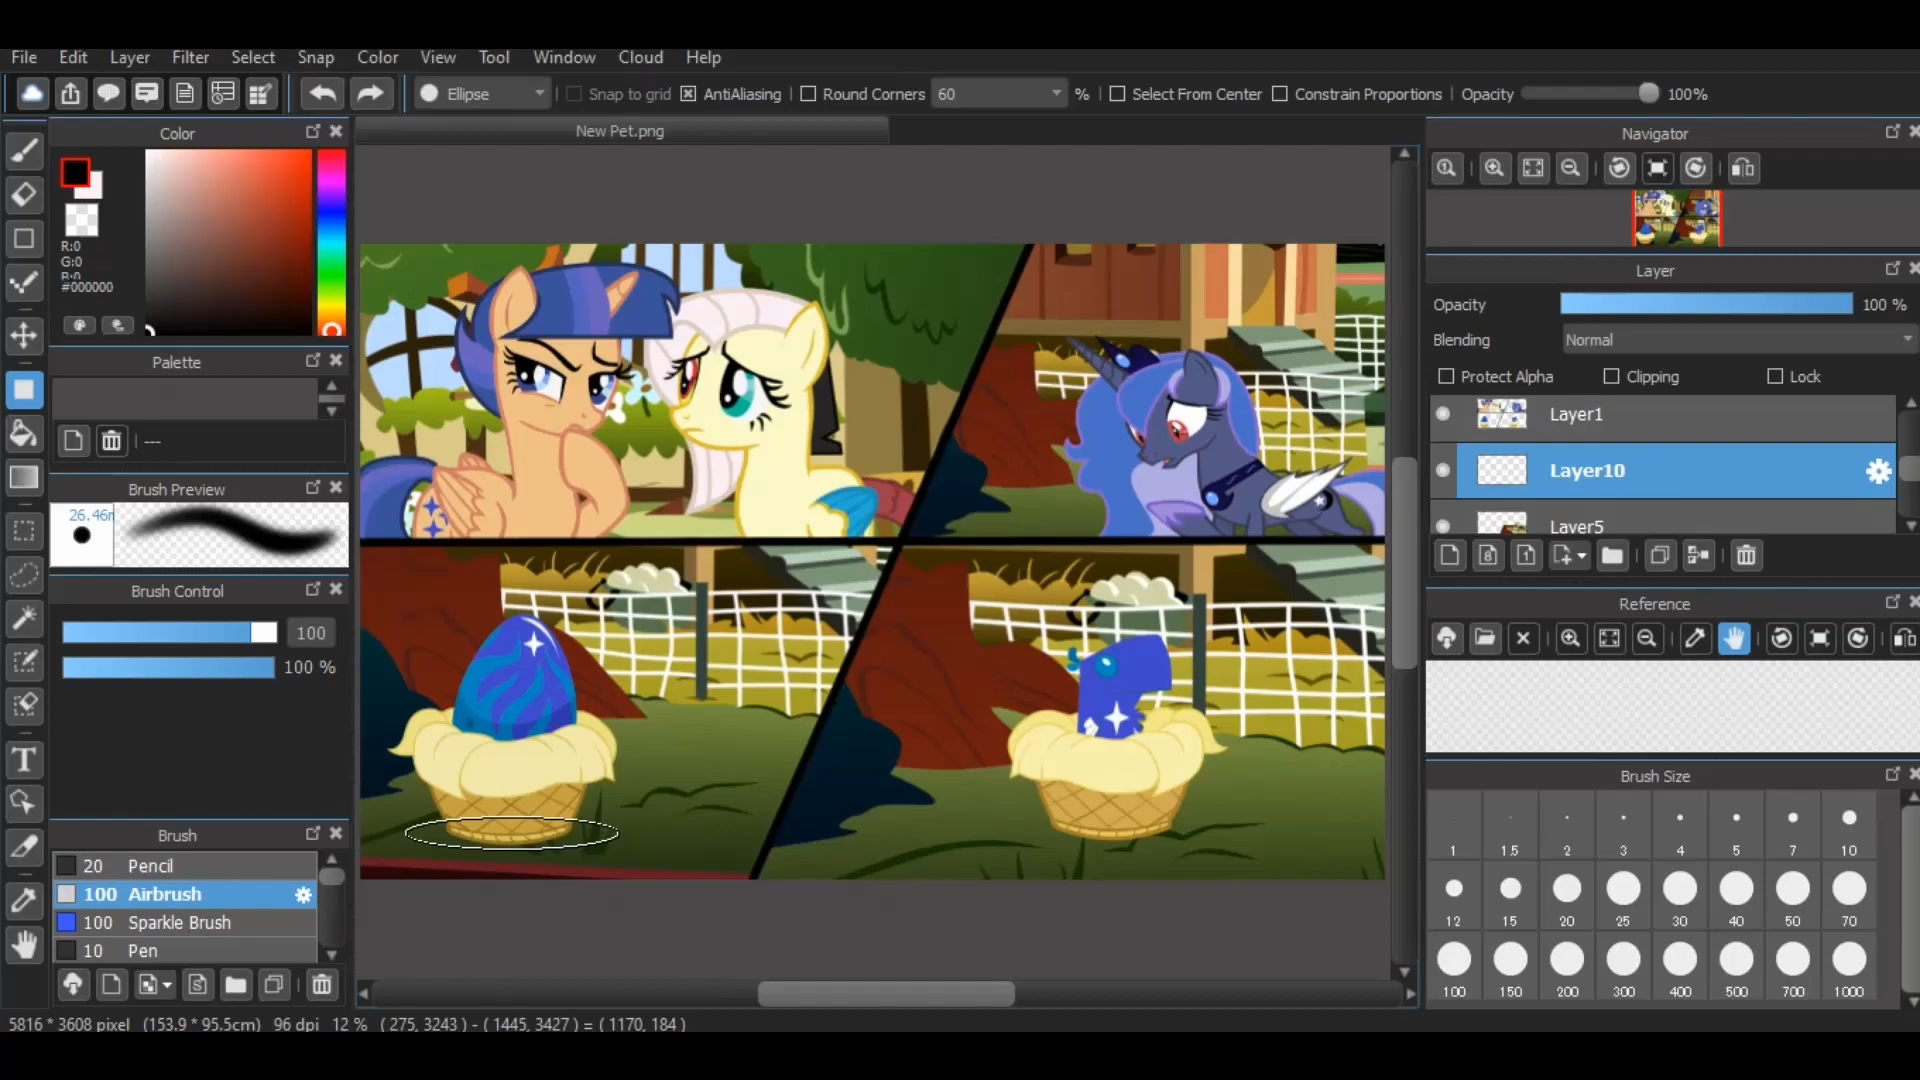 File Edit Layer Filter Select Snap Color View Tool Window Cloud Help
Ellipse Snap to grid AntiAliasing Round Corners 60 % Select From Center Constrain Proportions Opacity 100%
Color
New Pet.png
Navigator
R:0
G:0
B:0
#000000
Layer
Opacity 100 %
Blending Normal
Protect Alpha Clipping Lock
Layer1
Layer10
Layer5
Palette
---
Brush Preview
26.46m
Brush Control
100
100 %
Reference
Brush Size
1 1.5 2 3 4 5 7 10
12 15 20 25 30 40 50 70
100 150 200 300 400 500 700 1000
Brush
20 Pencil
100 Airbrush
100 Sparkle Brush
10 Pen
5816 * 3608 pixel (153.9 * 95.5cm) 96 dpi 12 % ( 275, 3243 ) - ( 1445, 3427 ) = ( 1170, 184 )